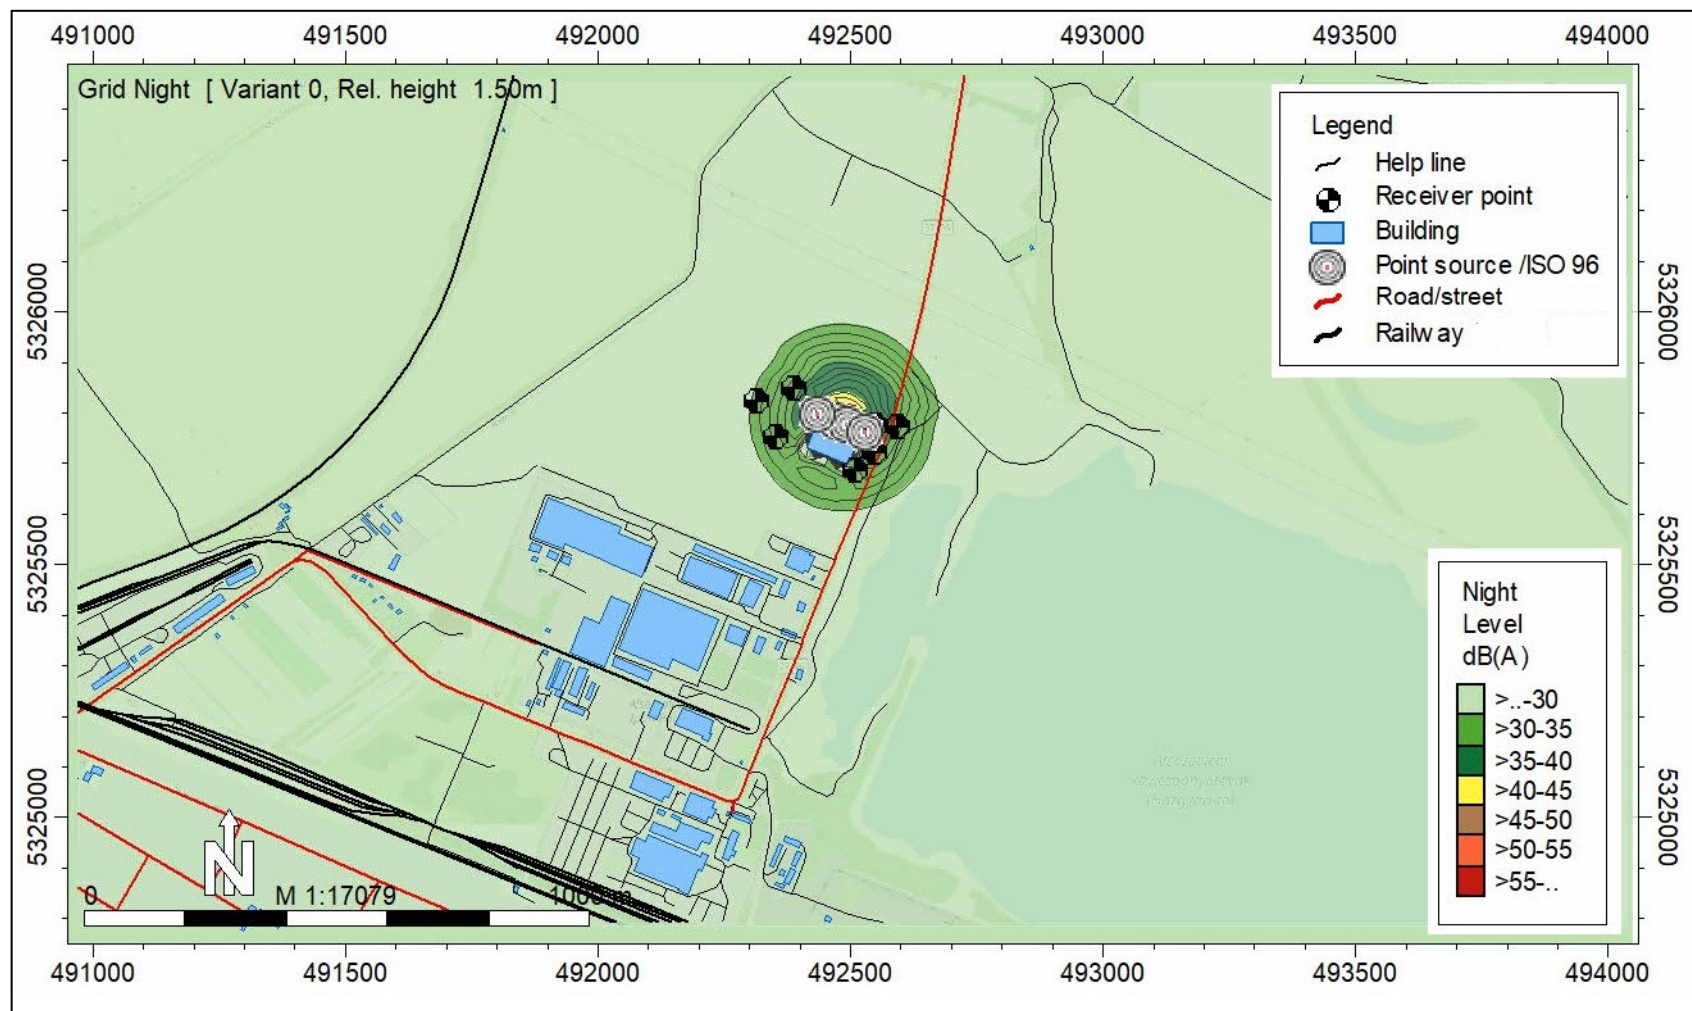 491000 491500 492000 492500 493000 493500 494000
Grid Night [ Variant 0, Rel. height 1.50m ]
Legend
Help line
Receiver point
Building
Point source /ISO 96
Road/street
Railway
5326000
5326000
5325500
5325500
5325000
5325000
Night
Level
dB(A)
>..-30
>30-35
>35-40
>40-45
>45-50
>50-55
>55-..
N
0 M 1:17079 1000 m
491000 491500 492000 492500 493000 493500 494000